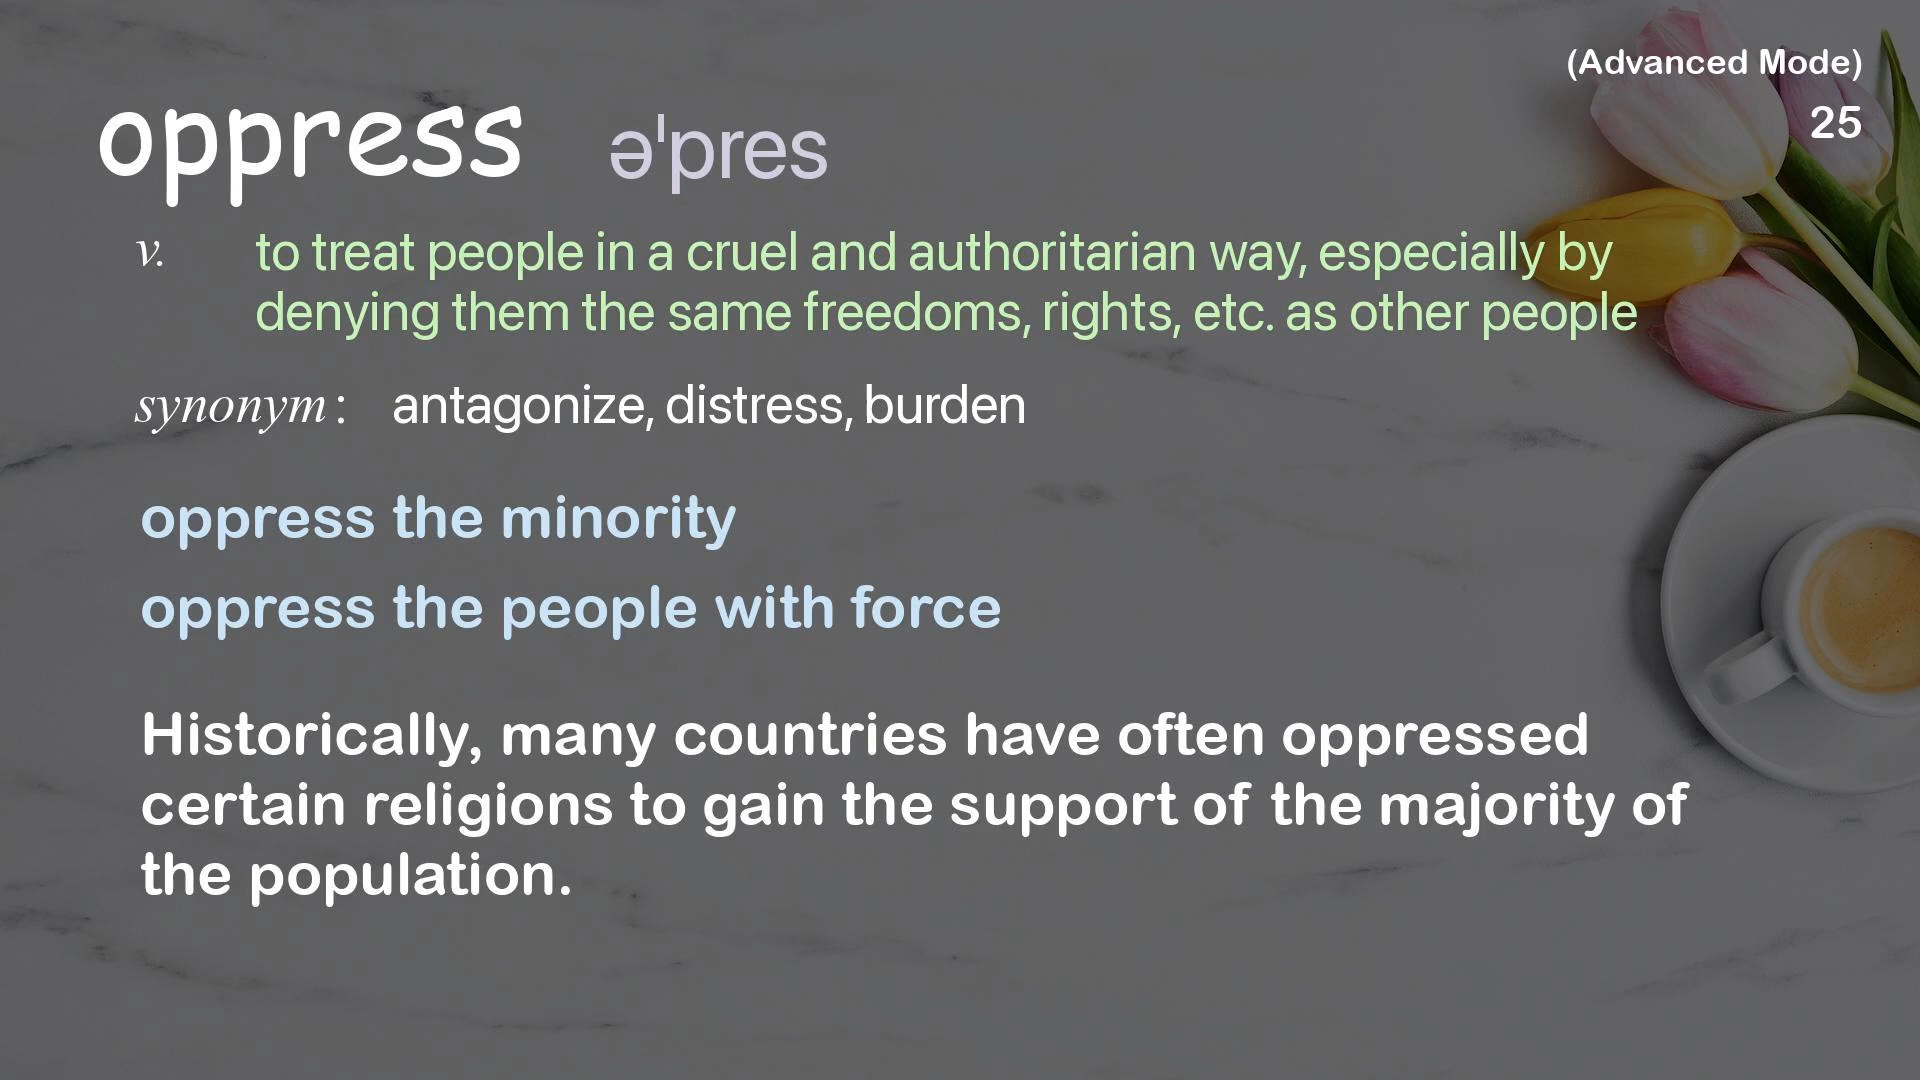 (Advanced Mode)
25
oppress əˈpres
v. to treat people in a cruel and authoritarian way, especially by
denying them the same freedoms, rights, etc. as other people
synonym : antagonize, distress, burden
oppress the minority
oppress the people with force
Historically, many countries have often oppressed
certain religions to gain the support of the majority of
the population.